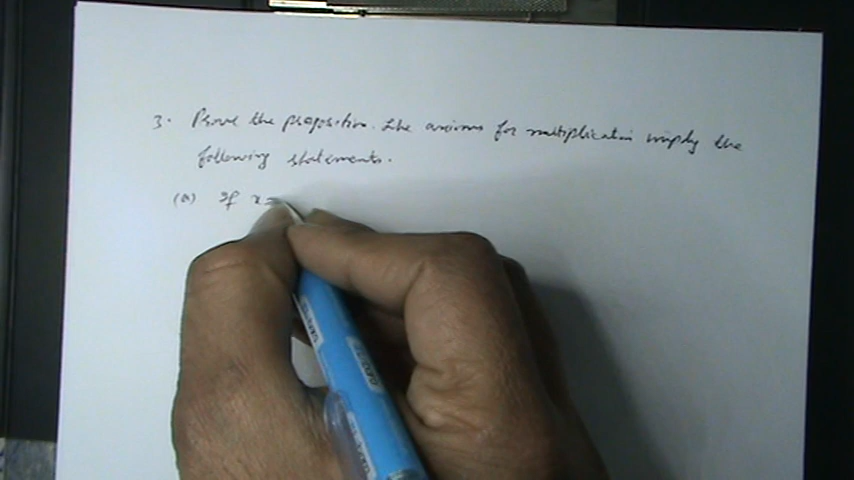 3. Prove the proposition. The axioms for multiplication imply the
following statements.
(a) If x =